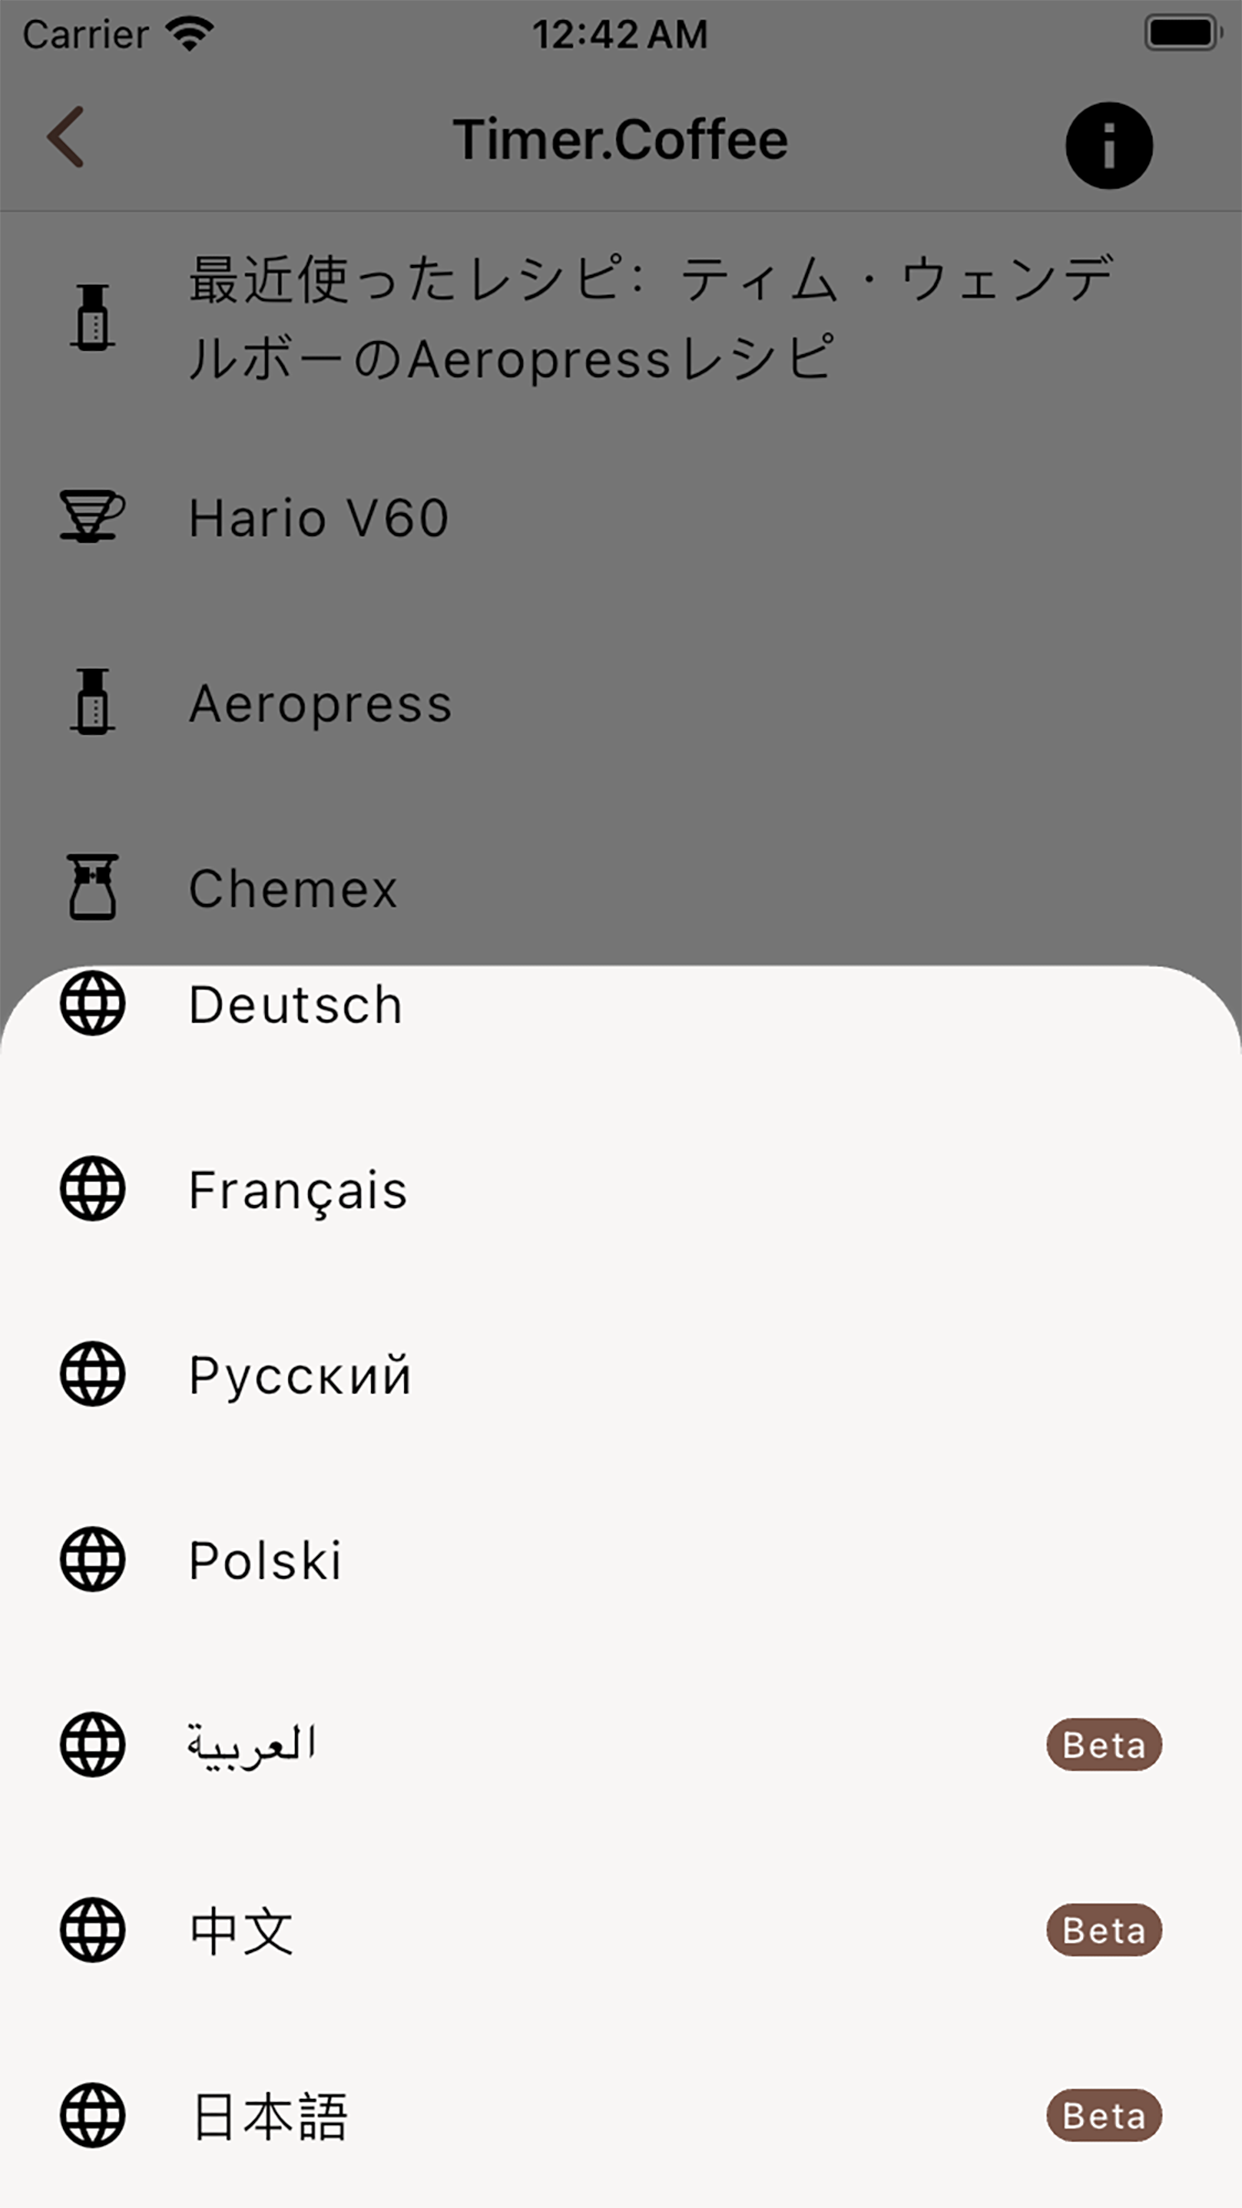 Carrier
12:42 AM
Timer.Coffee
最近使ったレシピ：ティム・ウェンデ
ルボーのAeropressレシピ
Hario V60
Aeropress
Chemex
Deutsch
Français
Русский
Polski
العربية Beta
中文 Beta
日本語 Beta